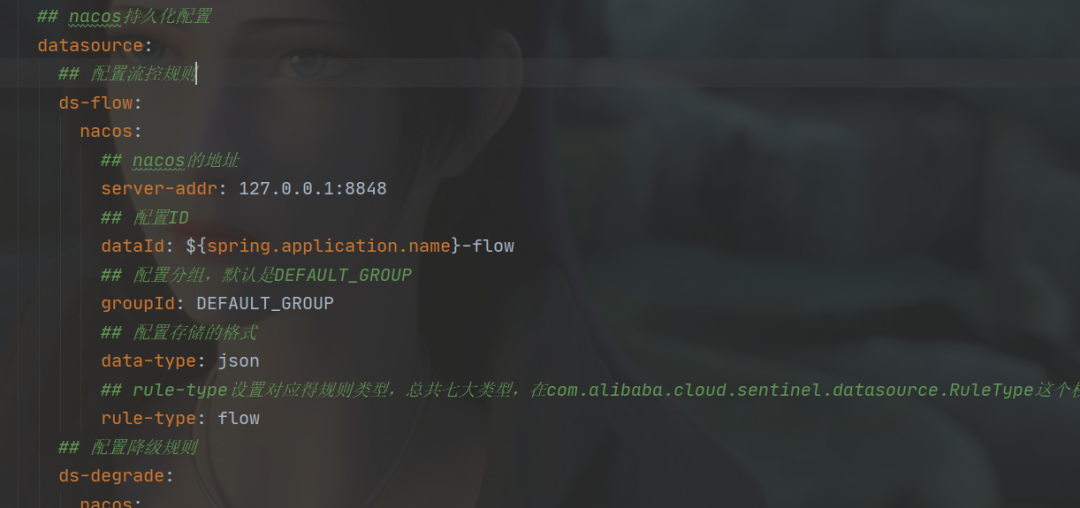 ## nacos持久化配置
datasource:
## 配置流控规则
ds-flow:
nacos:
## nacos的地址
server-addr: 127.0.0.1:8848
## 配置ID
dataId: ${spring.application.name}-flow
## 配置分组，默认是DEFAULT_GROUP
groupId: DEFAULT_GROUP
## 配置存储的格式
data-type: json
## rule-type设置对应得规则类型，总共七大类型，在com.alibaba.cloud.sentinel.datasource.RuleType这个
rule-type: flow
## 配置降级规则
ds-degrade:
nacos: